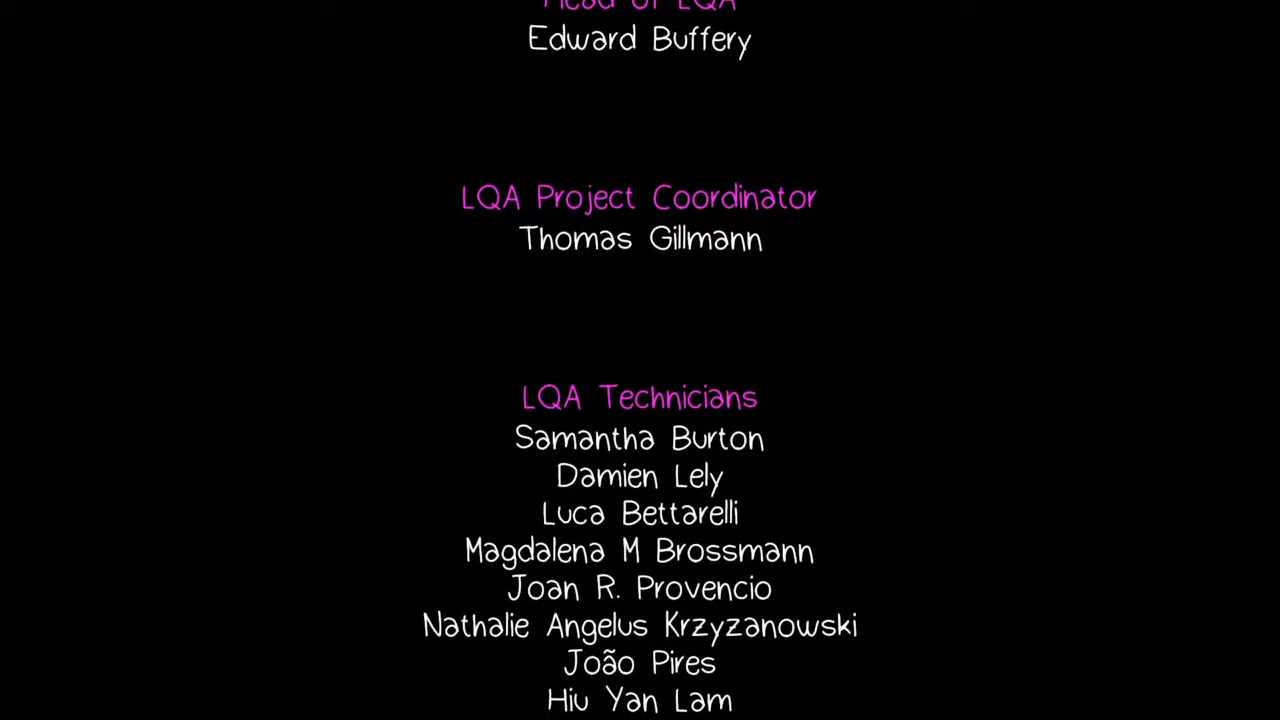 Head of LQA
Edward Buffery
LQA Project Coordinator
Thomas Gillmann
LQA Technicians
Samantha Burton
Damien Lely
Luca Bettarelli
Magdalena M Brossmann
Joan R. Provencio
Nathalie Angelus Krzyzanowski
João Pires
Hiu Yan Lam